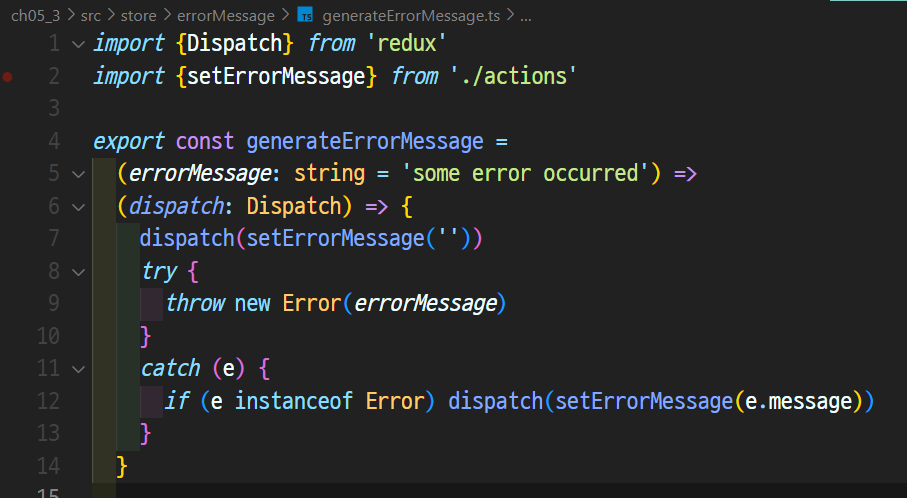 ch05_3 > src > store > errorMessage > TS generateErrorMessage.ts > ...
1 import {Dispatch} from 'redux'
2 import {setErrorMessage} from './actions'
3
4 export const generateErrorMessage =
5 (errorMessage: string = 'some error occurred') =>
6 (dispatch: Dispatch) => {
7 dispatch(setErrorMessage(''))
8 try {
9 throw new Error(errorMessage)
10 }
11 catch (e) {
12 if (e instanceof Error) dispatch(setErrorMessage(e.message))
13 }
14 }
15